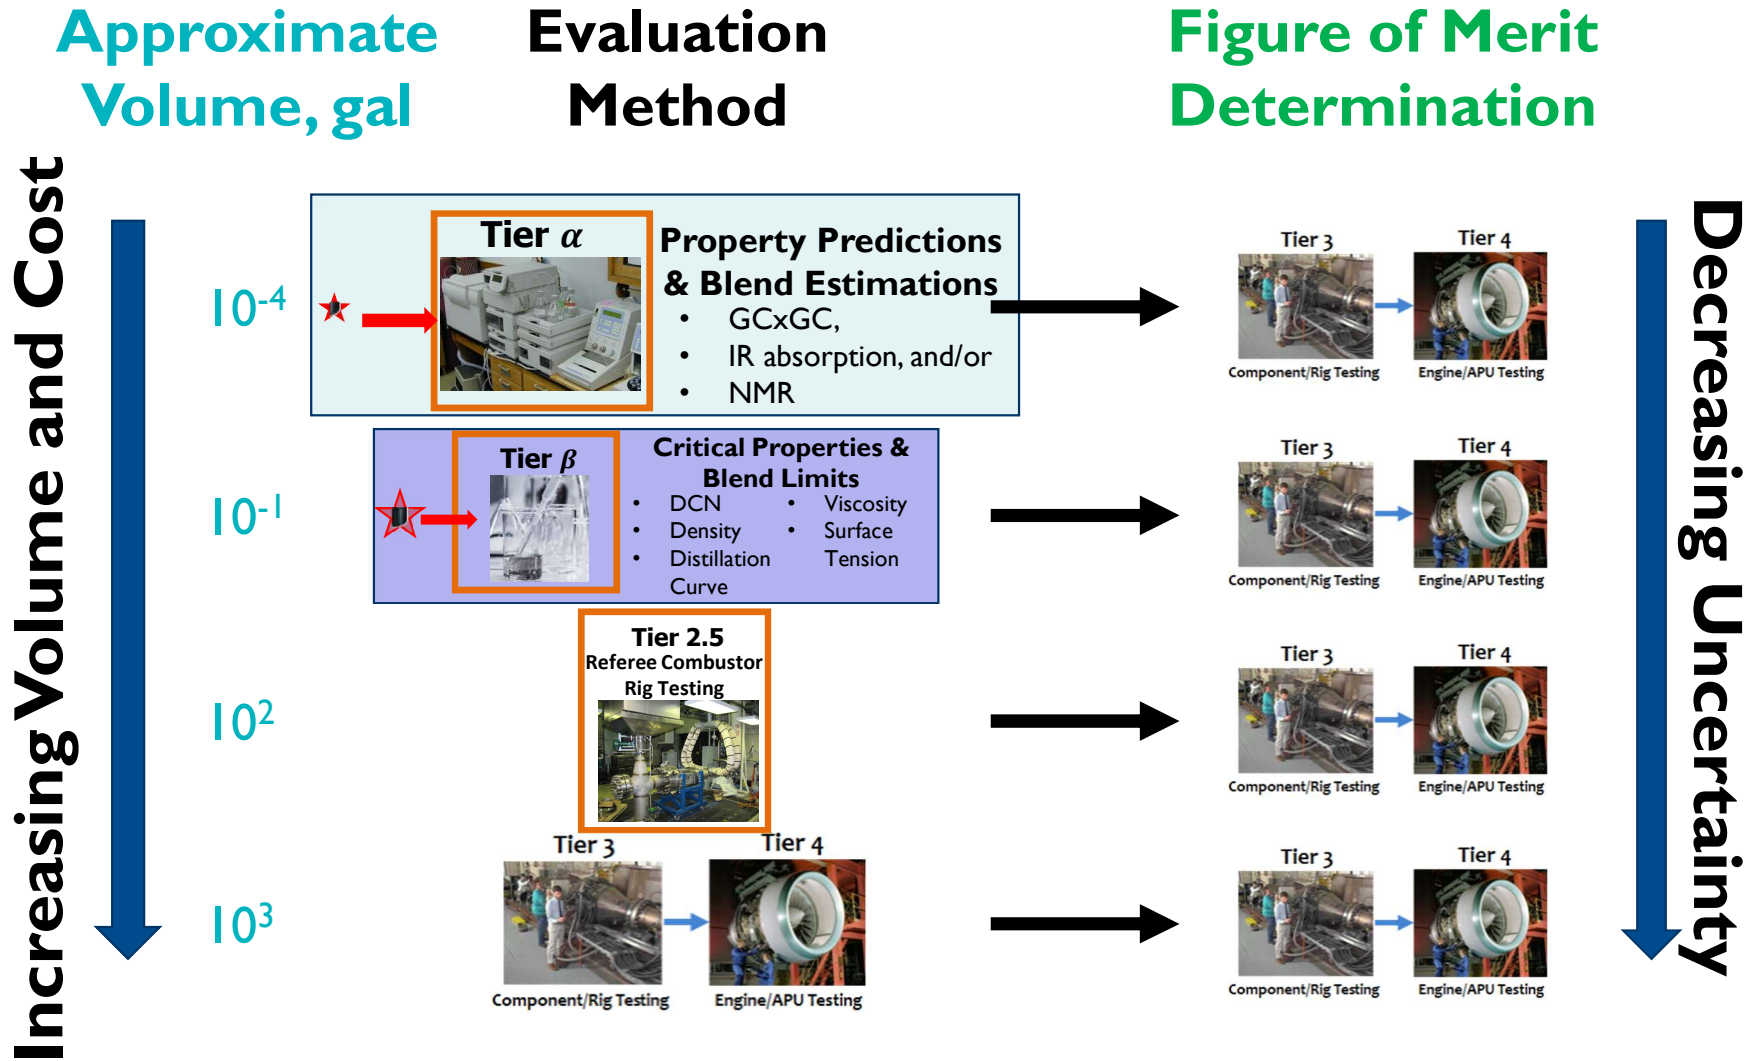 Approximate
Volume, gal
Evaluation
Method
Figure of Merit
Determination
Increasing Volume and Cost
Decreasing Uncertainty
10-4
Tier α
Property Predictions
& Blend Estimations
• GCxGC,
• IR absorption, and/or
• NMR
Tier 3
Tier 4
Component/Rig Testing
Engine/APU Testing
10-1
Tier β
Critical Properties &
Blend Limits
• DCN
• Density
• Distillation
Curve
• Viscosity
• Surface
Tension
Tier 3
Tier 4
Component/Rig Testing
Engine/APU Testing
102
Tier 2.5
Referee Combustor
Rig Testing
Tier 3
Tier 4
Component/Rig Testing
Engine/APU Testing
103
Tier 3
Tier 4
Component/Rig Testing
Engine/APU Testing
Tier 3
Tier 4
Component/Rig Testing
Engine/APU Testing